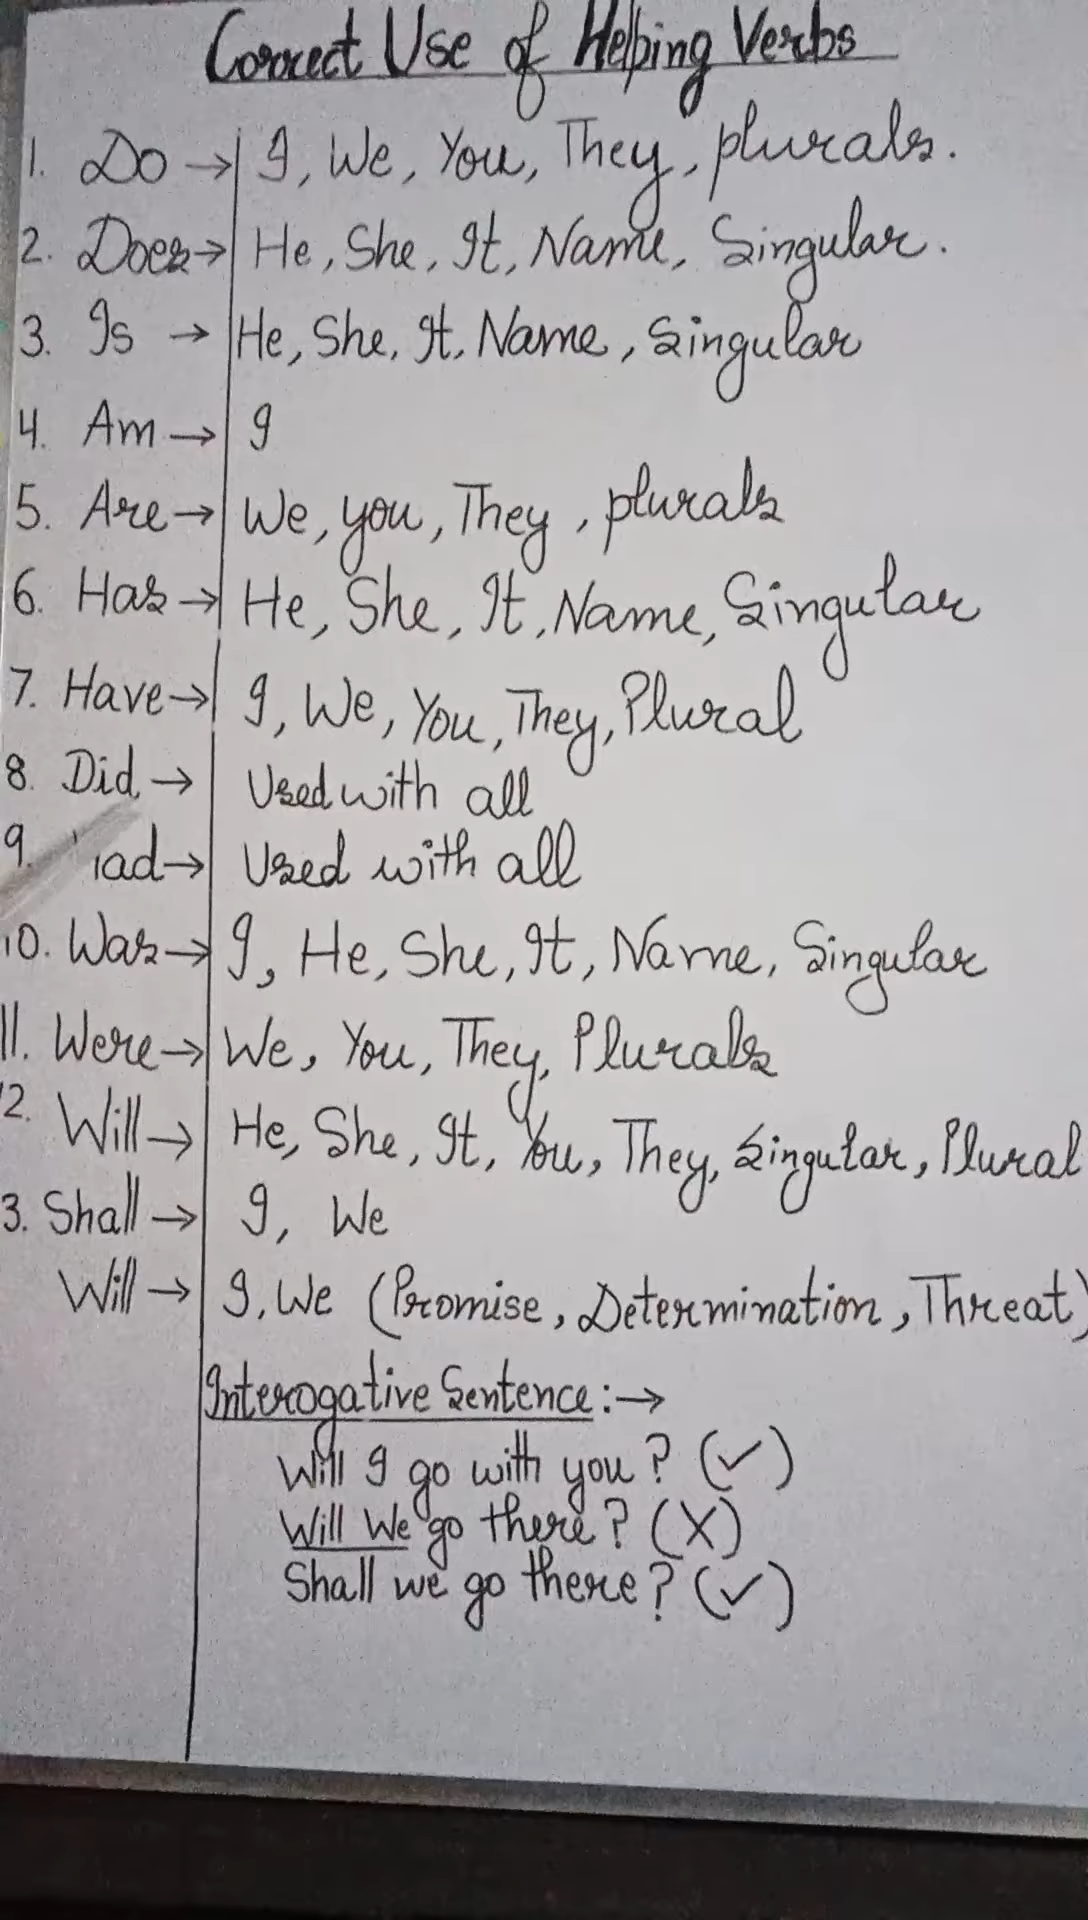 Correct Use of Helping Verbs
1. Do → I, We, You, They, plurals.
2. Does → He, She, It, Name, Singular.
3. Is → He, She, It, Name, Singular
4. Am → I
5. Are → We, you, They, plurals
6. Has → He, She, It, Name, Singular
7. Have → I, We, You, They, Plural
8. Did → Used with all
9. ad → Used with all
10. Was → I, He, She, It, Name, Singular
11. Were → We, You, They, Plurals
2. Will → He, She, It, You, They, Singular, Plural
3. Shall → I, We
Will → I, We (Promise, Determination, Threat)
Interogative Sentence :→
Will I go with you? (✓)
Will We go there? (X)
Shall we go there? (✓)